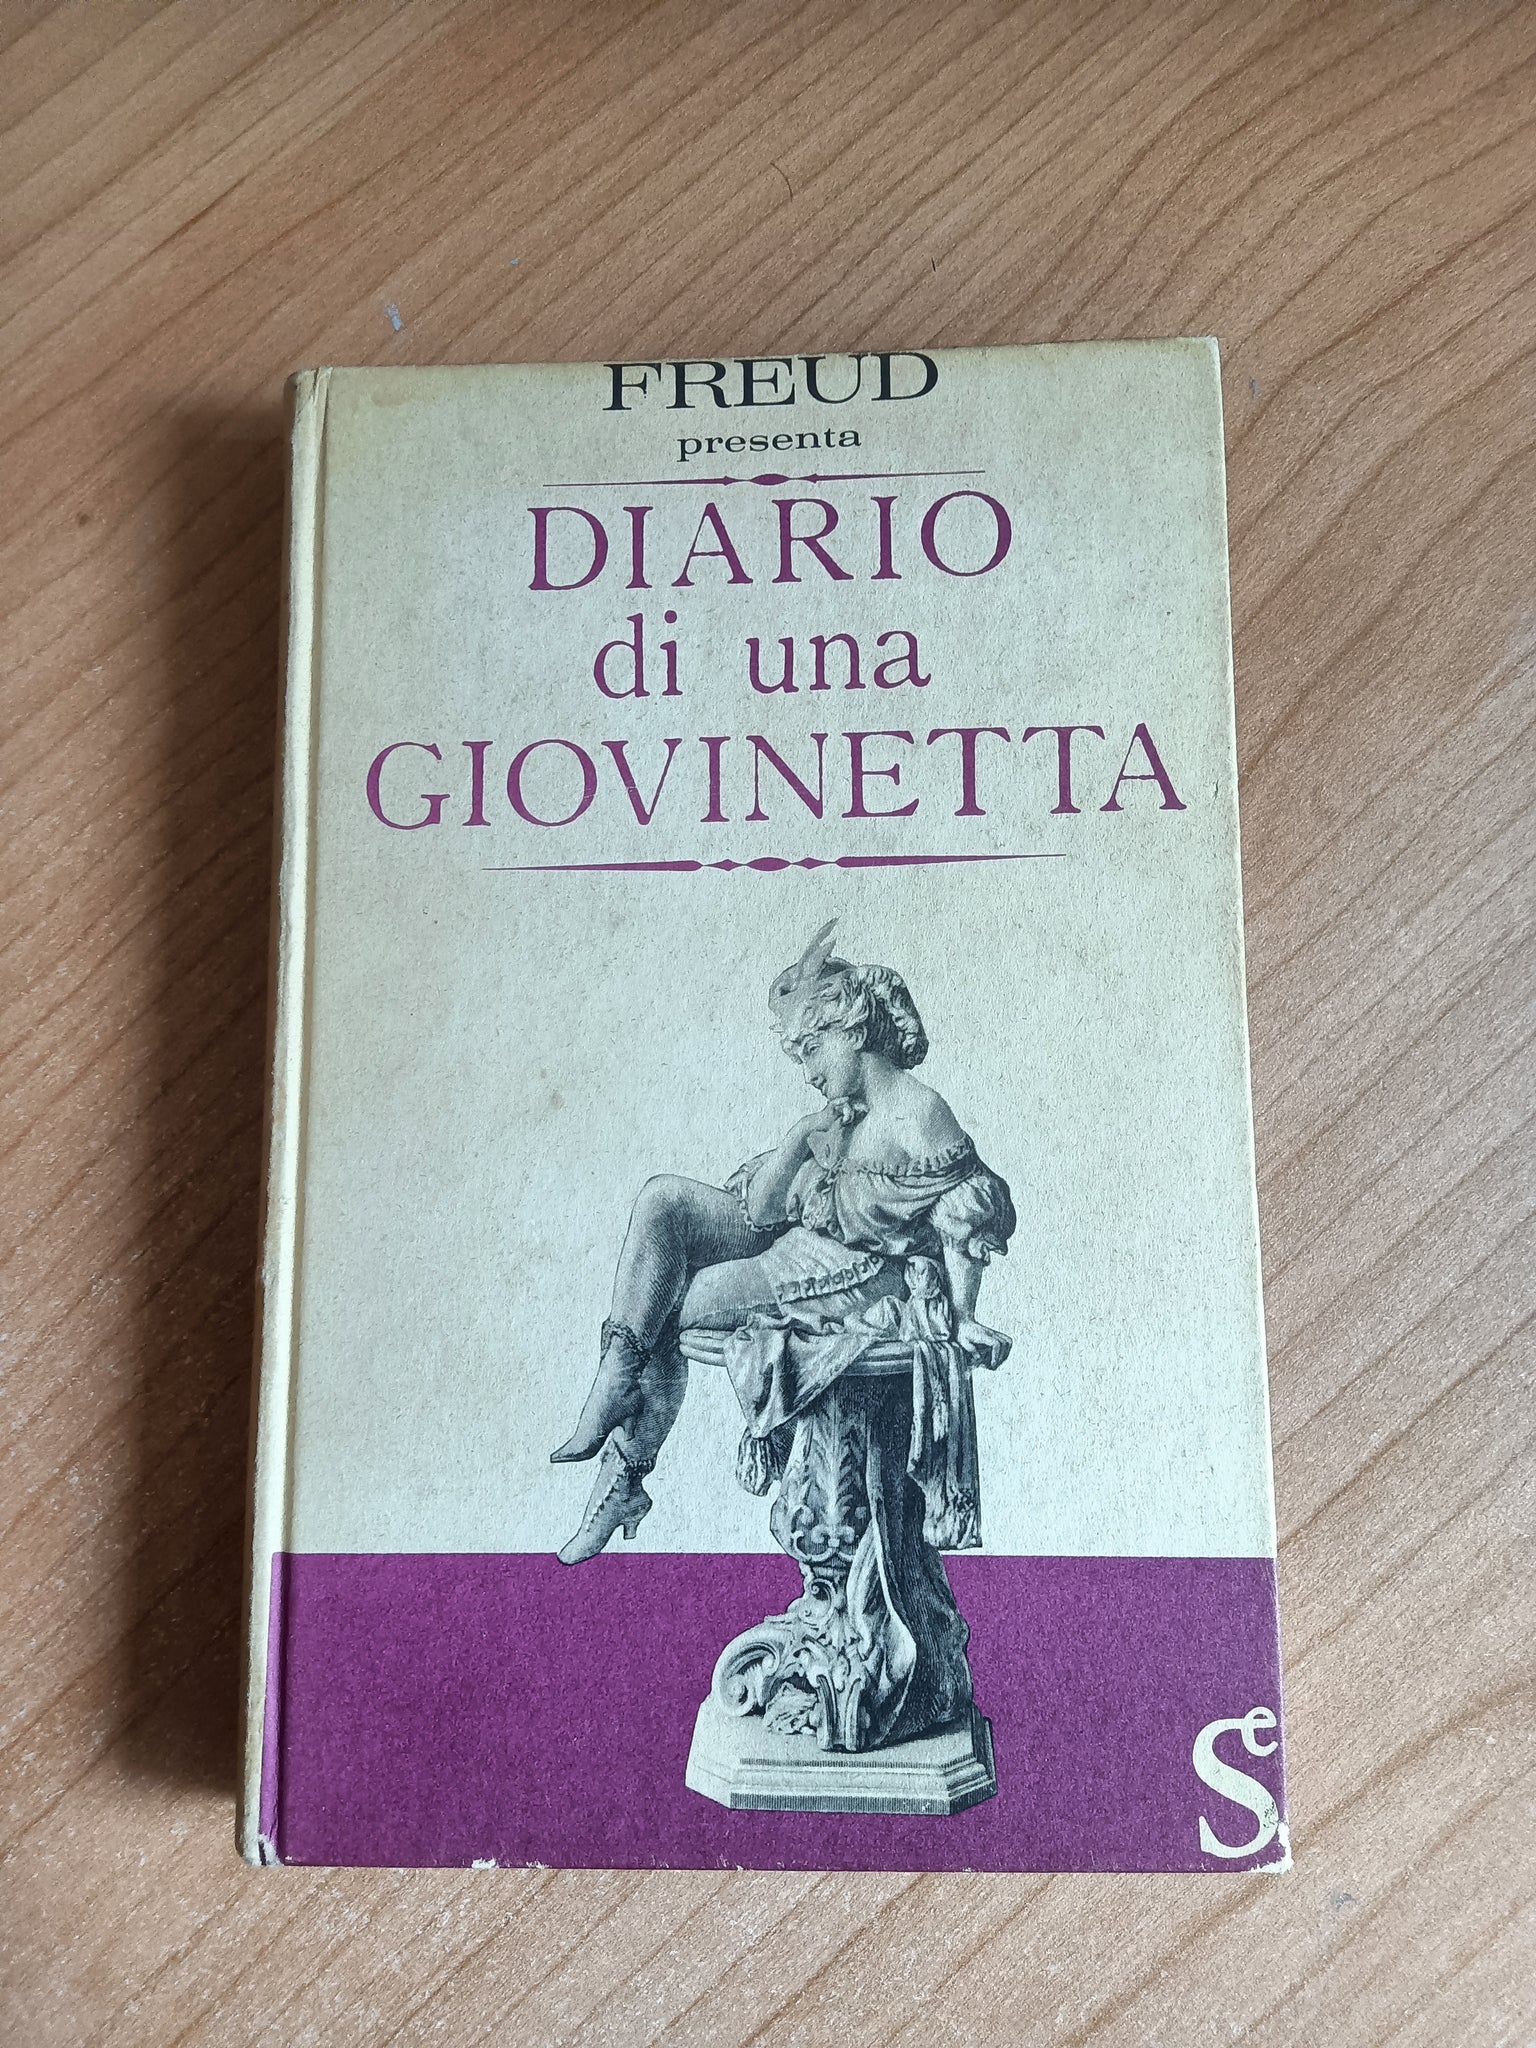 FREUD
presenta
DIARIO
di una
GIOVINETTA
Se